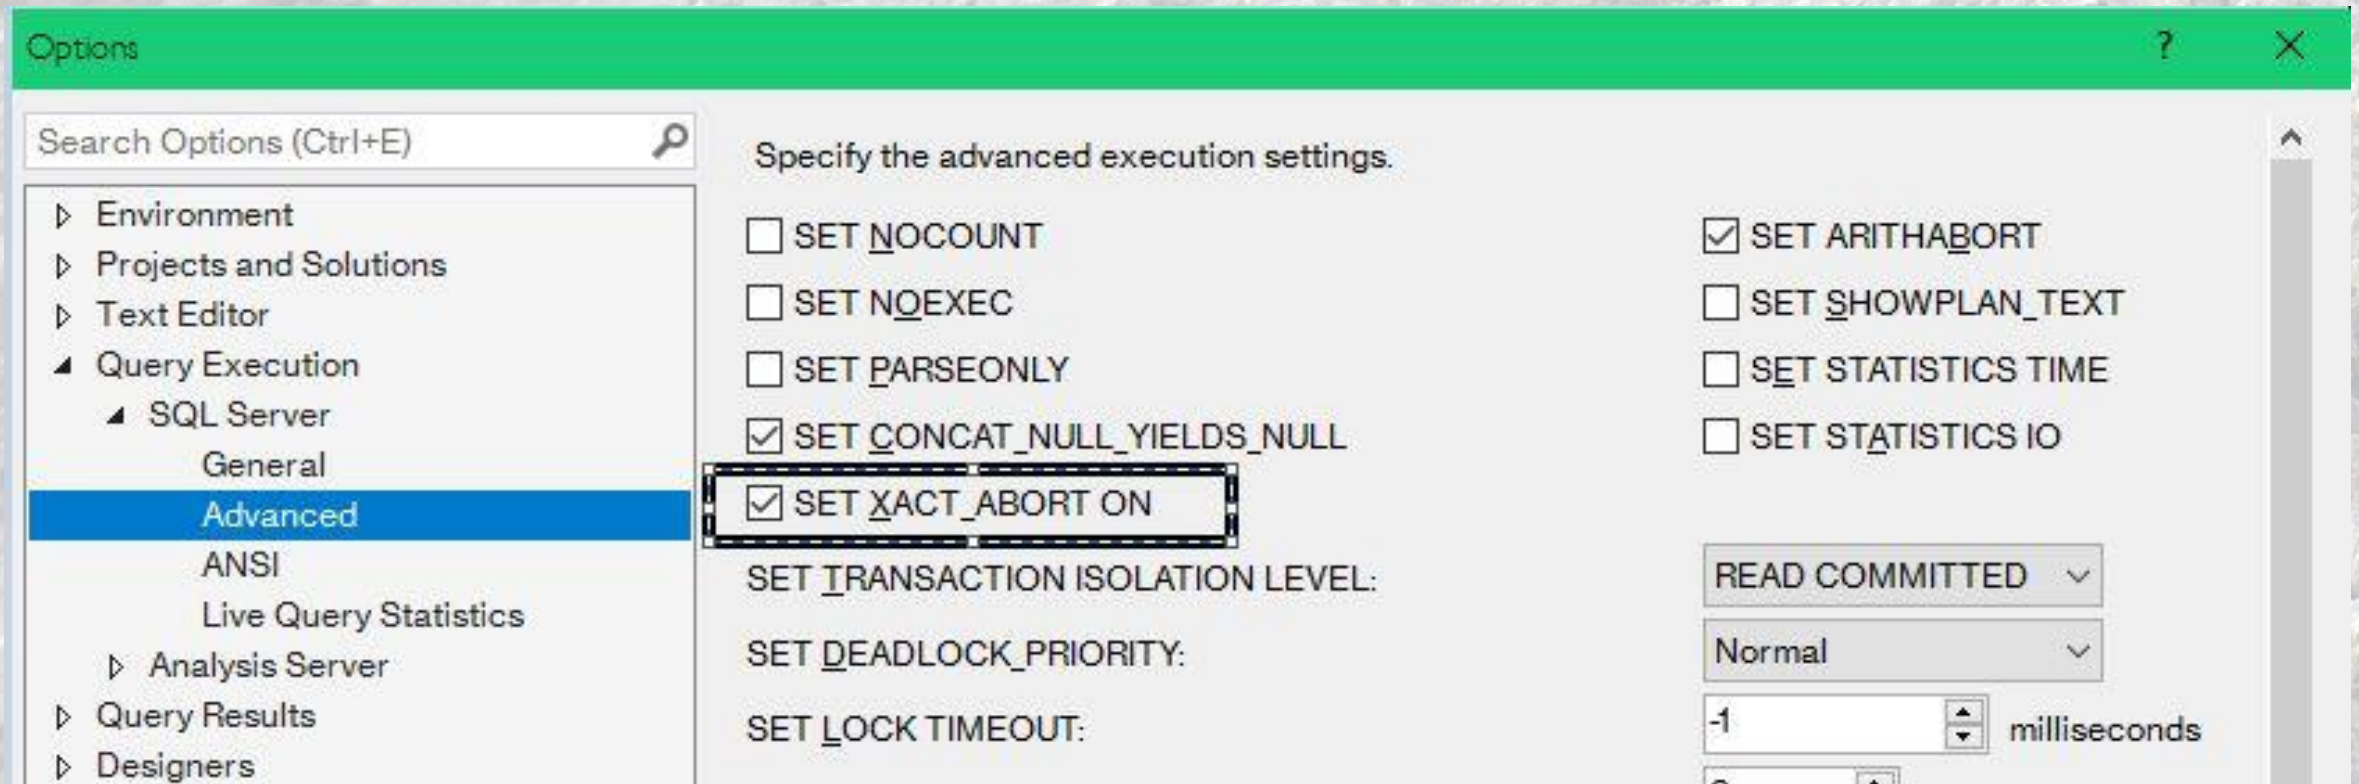 Options ?
Search Options (Ctrl+E)
Environment
Projects and Solutions
Text Editor
Query Execution
SQL Server
General
Advanced
ANSI
Live Query Statistics
Analysis Server
Query Results
Designers
Specify the advanced execution settings.
SET NOCOUNT
SET NOEXEC
SET PARSEONLY
SET CONCAT_NULL_YIELDS_NULL
SET XACT_ABORT ON
SET ARITHABORT
SET SHOWPLAN_TEXT
SET STATISTICS TIME
SET STATISTICS IO
SET TRANSACTION ISOLATION LEVEL: READ COMMITTED
SET DEADLOCK_PRIORITY: Normal
SET LOCK TIMEOUT: -1 milliseconds